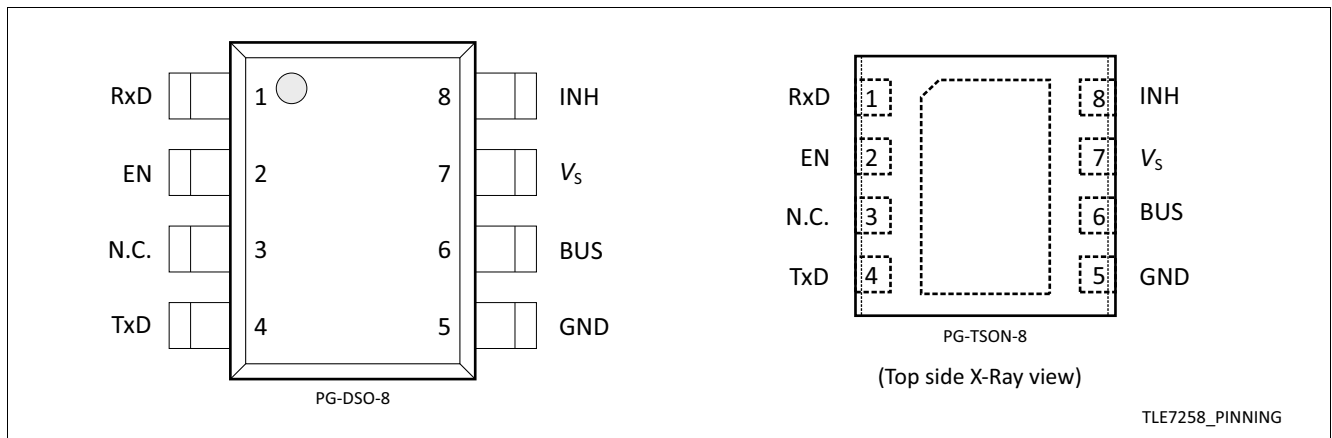 RxD 1 8 INH
EN 2 7 VS
N.C. 3 6 BUS
TxD 4 5 GND
PG-DSO-8
RxD 1 8 INH
EN 2 7 VS
N.C. 3 6 BUS
TxD 4 5 GND
PG-TSON-8
(Top side X-Ray view)
TLE7258_PINNING